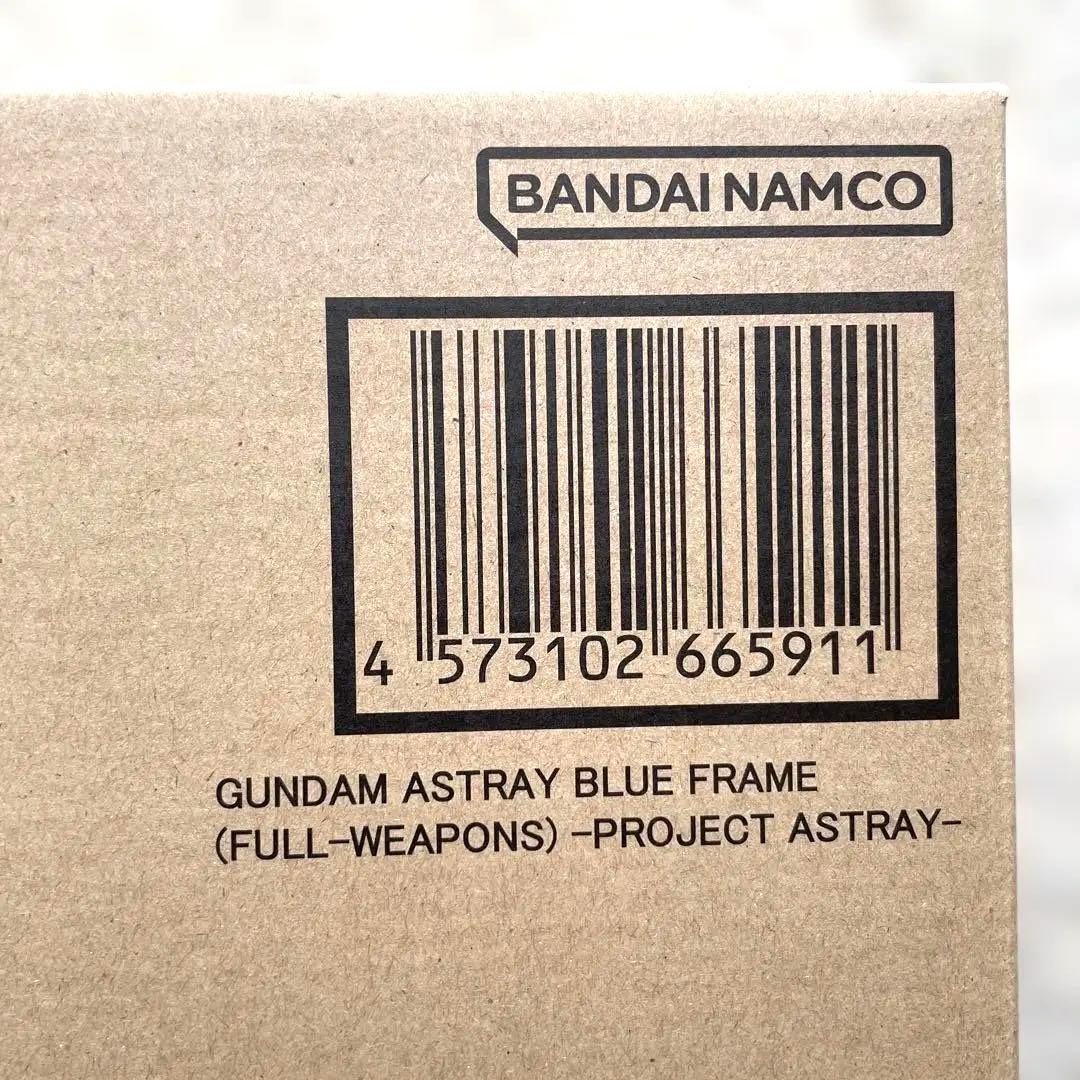 BANDAI NAMCO
4 573102 665911
GUNDAM ASTRAY BLUE FRAME
(FULL-WEAPONS) -PROJECT ASTRAY-